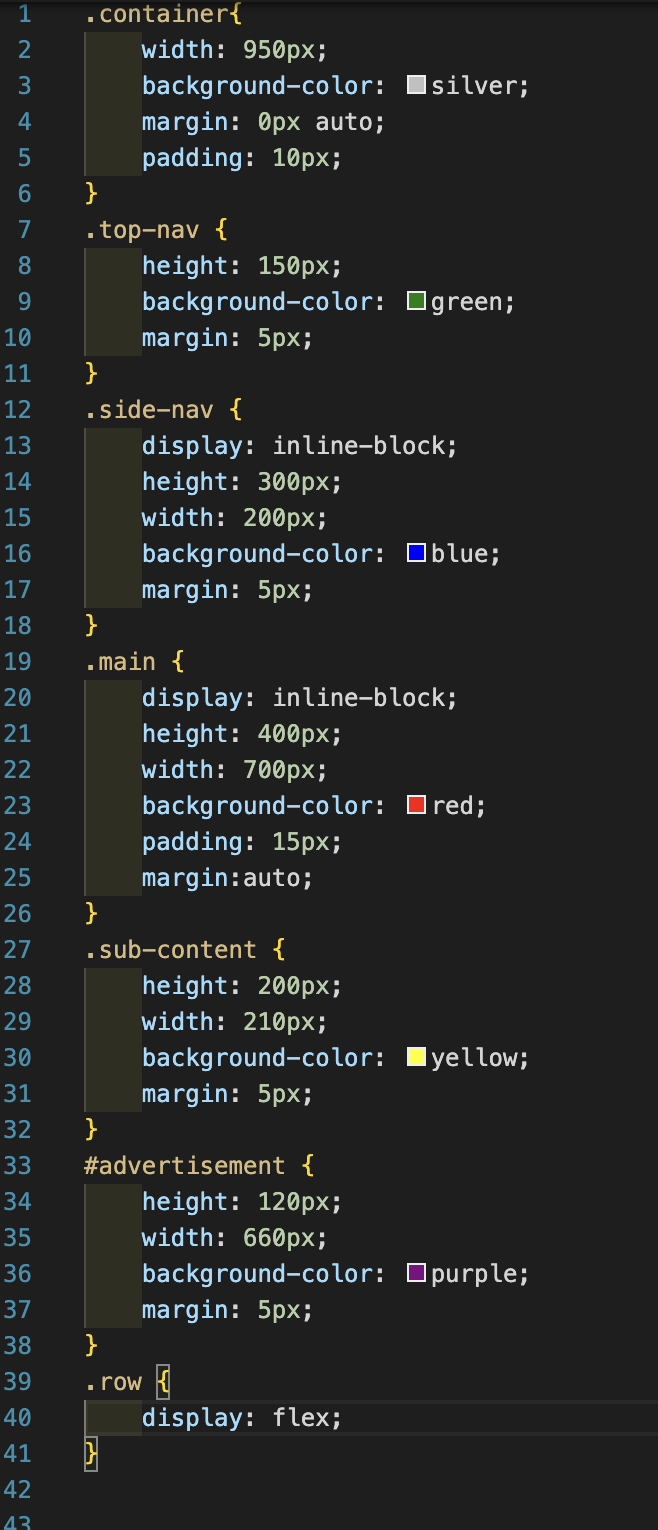 1 .container{
2 width: 950px;
3 background-color: silver;
4 margin: 0px auto;
5 padding: 10px;
6 }
7 .top-nav {
8 height: 150px;
9 background-color: green;
10 margin: 5px;
11 }
12 .side-nav {
13 display: inline-block;
14 height: 300px;
15 width: 200px;
16 background-color: blue;
17 margin: 5px;
18 }
19 .main {
20 display: inline-block;
21 height: 400px;
22 width: 700px;
23 background-color: red;
24 padding: 15px;
25 margin:auto;
26 }
27 .sub-content {
28 height: 200px;
29 width: 210px;
30 background-color: yellow;
31 margin: 5px;
32 }
33 #advertisement {
34 height: 120px;
35 width: 660px;
36 background-color: purple;
37 margin: 5px;
38 }
39 .row {
40 display: flex;
41 }
42
43